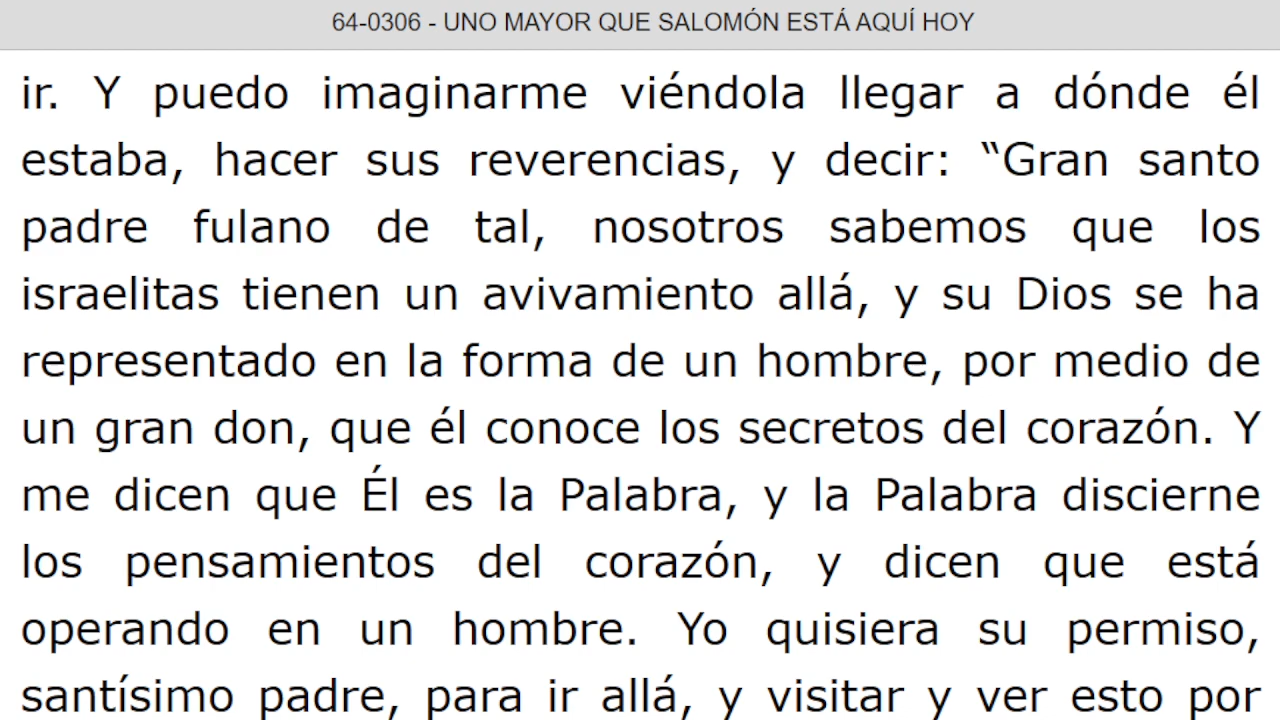 64-0306 - UNO MAYOR QUE SALOMÓN ESTÁ AQUÍ HOY
ir. Y puedo imaginarme viéndola llegar a dónde él
estaba, hacer sus reverencias, y decir: “Gran santo
padre fulano de tal, nosotros sabemos que los
israelitas tienen un avivamiento allá, y su Dios se ha
representado en la forma de un hombre, por medio de
un gran don, que él conoce los secretos del corazón. Y
me dicen que Él es la Palabra, y la Palabra discierne
los pensamientos del corazón, y dicen que está
operando en un hombre. Yo quisiera su permiso,
santísimo padre, para ir allá, y visitar y ver esto por